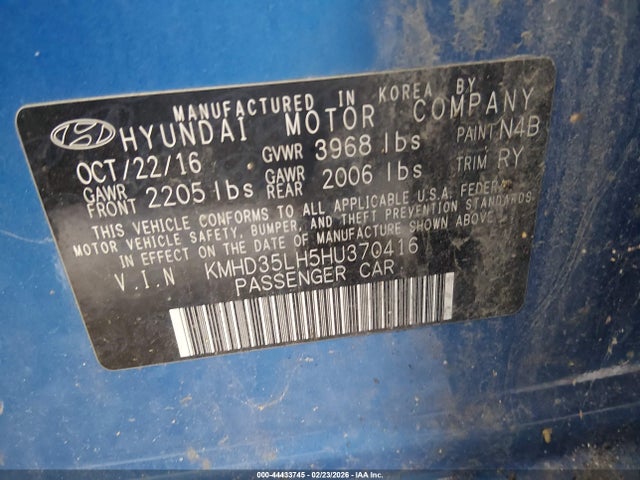 MANUFACTURED IN KOREA BY
HYUNDAI MOTOR COMPANY
OCT/22/16 GVWR 3968 lbs PAINT N4B
GAWR FRONT 2205 lbs GAWR REAR 2006 lbs TRIM RY
THIS VEHICLE CONFORMS TO ALL APPLICABLE U.S.A. FEDERAL
MOTOR VEHICLE SAFETY, BUMPER, AND THEFT PREVENTION STANDARDS
IN EFFECT ON THE DATE OF MANUFACTURE SHOWN ABOVE.
V.I.N KMHD35LH5HU370416
PASSENGER CAR
000-44433745 - 02/23/2026 - IAA Inc.